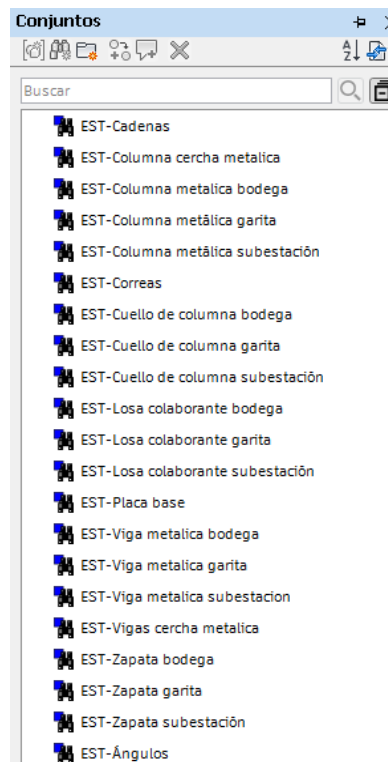 Conjuntos
Buscar
EST-Cadenas
EST-Columna cercha metalica
EST-Columna metalica bodega
EST-Columna metálica garita
EST-Columna metálica subestación
EST-Correas
EST-Cuello de columna bodega
EST-Cuello de columna garita
EST-Cuello de columna subestación
EST-Losa colaborante bodega
EST-Losa colaborante garita
EST-Losa colaborante subestación
EST-Placa base
EST-Viga metalica bodega
EST-Viga metalica garita
EST-Viga metalica subestacion
EST-Vigas cercha metalica
EST-Zapata bodega
EST-Zapata garita
EST-Zapata subestación
EST-Ángulos